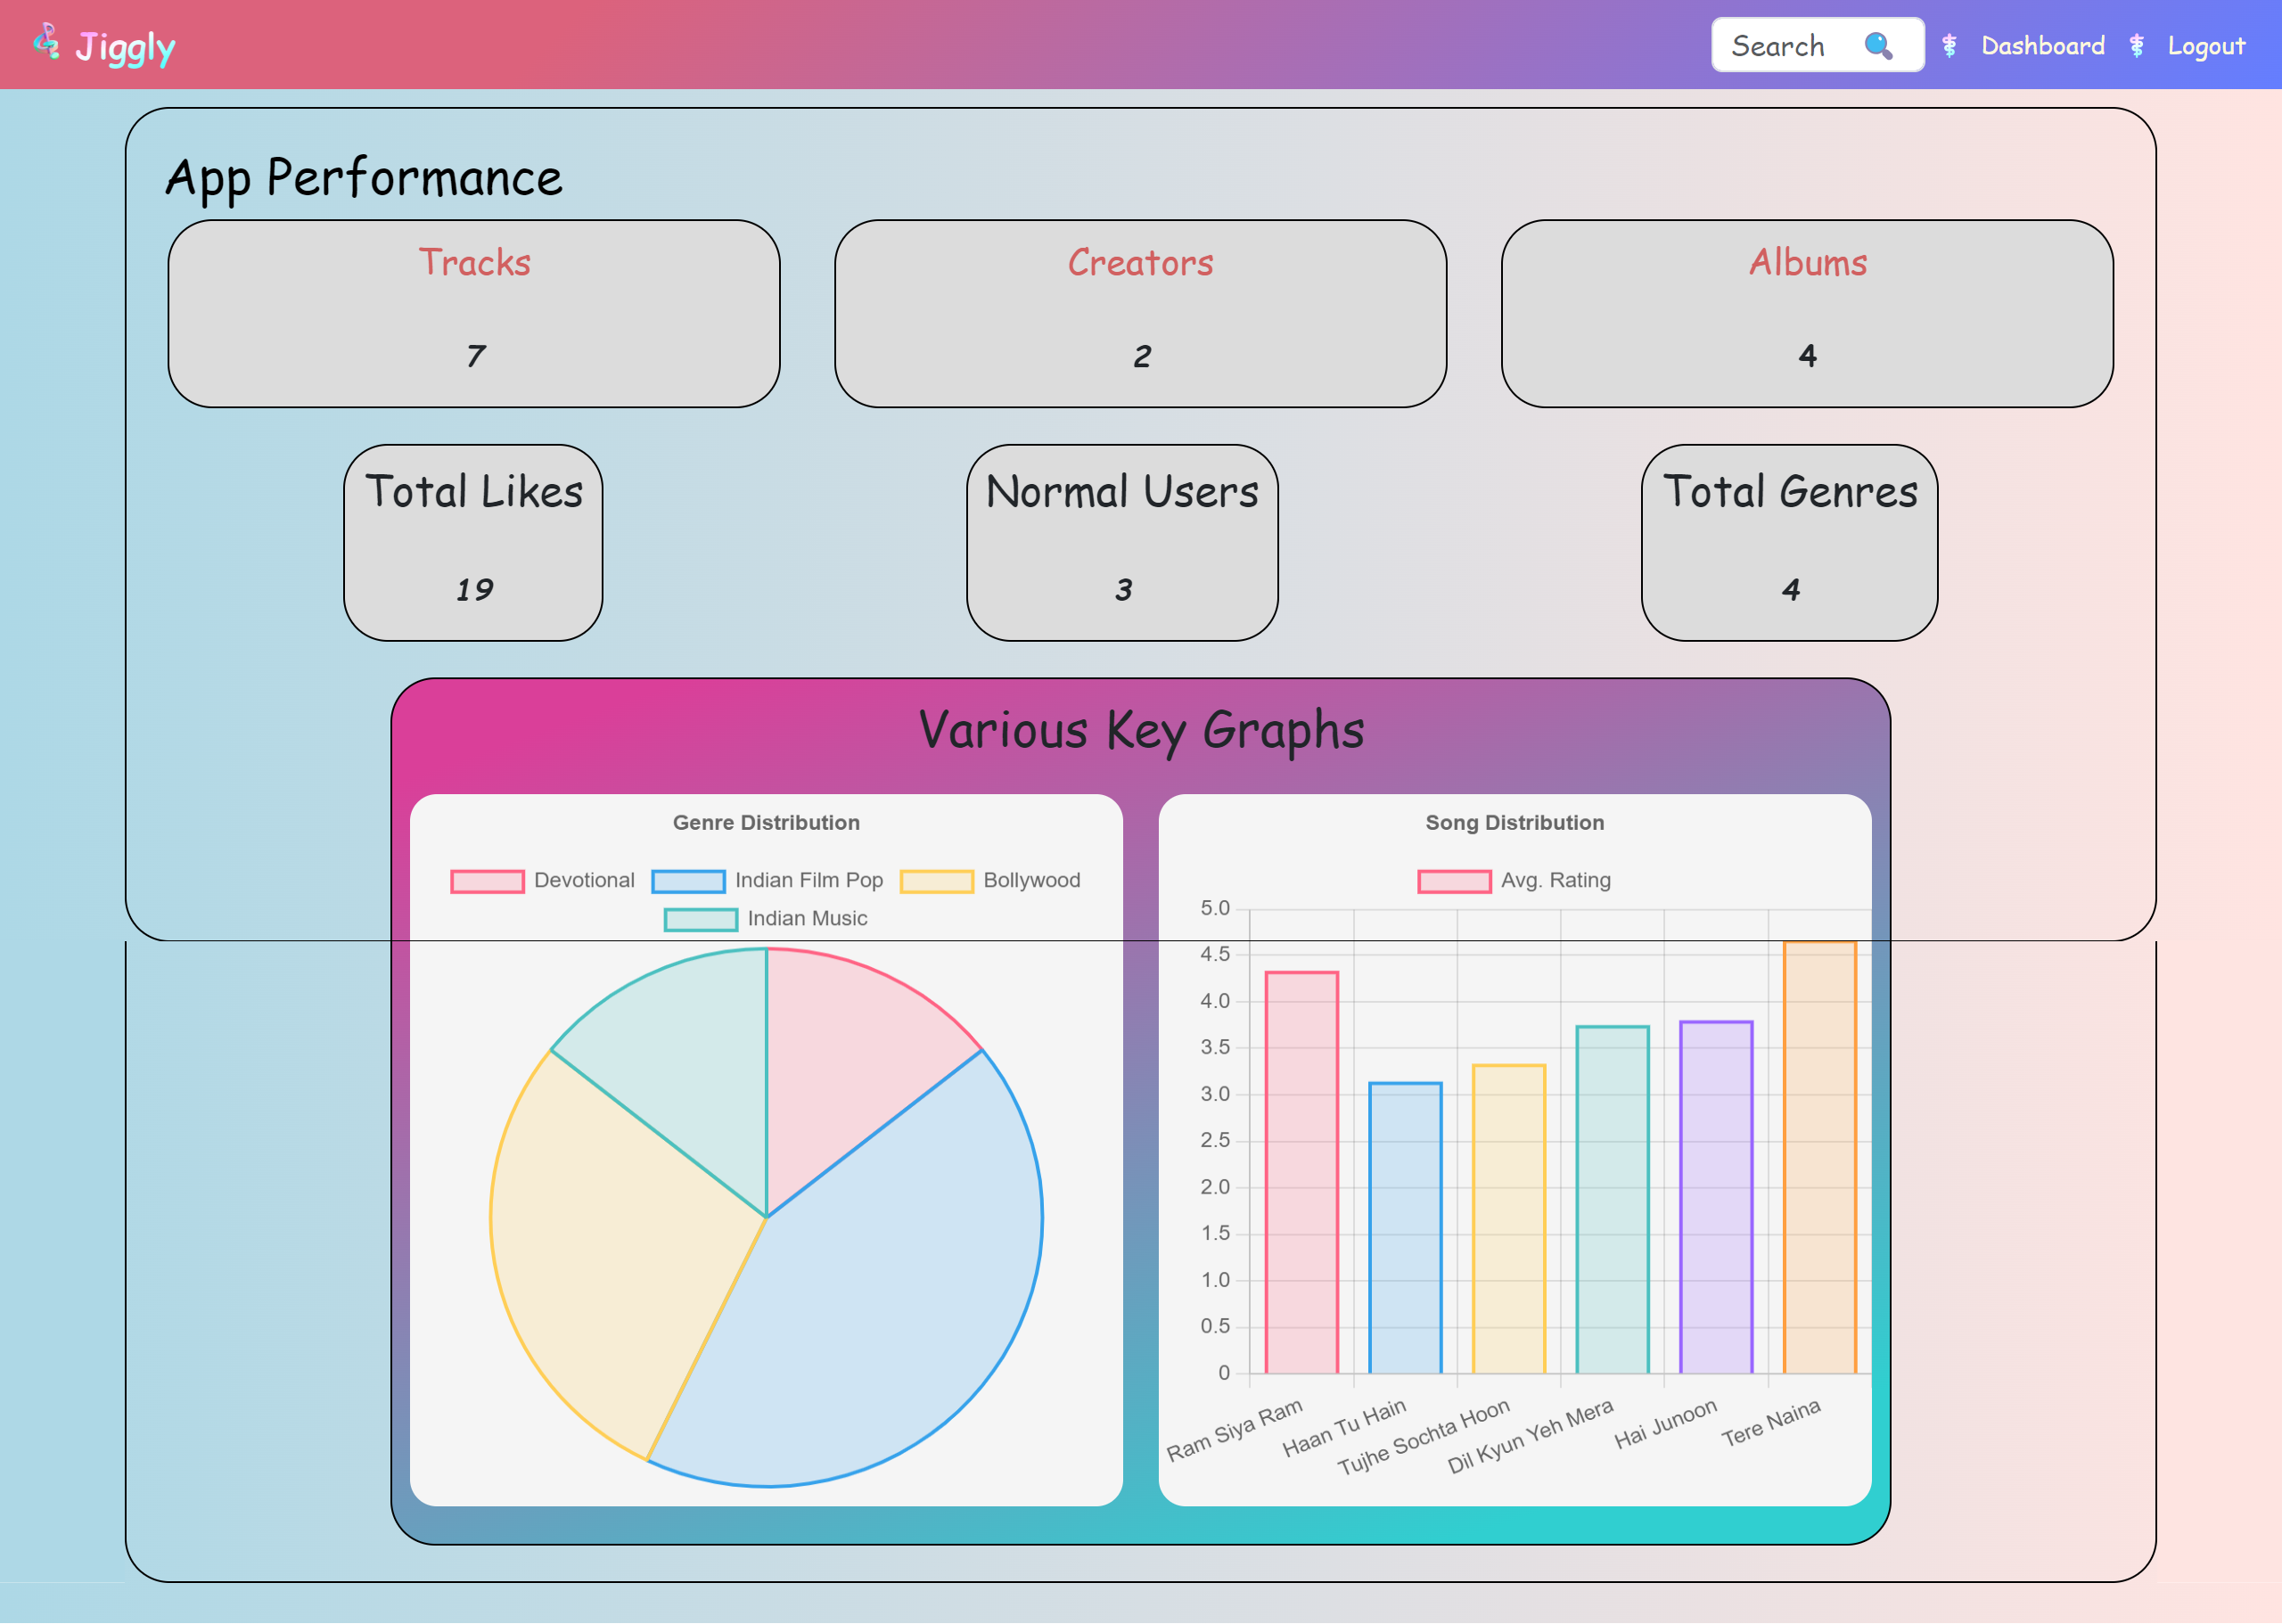 Jiggly Search Dashboard Logout
App Performance
Tracks Creators Albums
7 2 4
Total Likes Normal Users Total Genres
19 3 4
Various Key Graphs
Genre Distribution
Devotional Indian Film Pop Bollywood
Indian Music
Song Distribution
Avg. Rating
5.0
4.5
4.0
3.5
3.0
2.5
2.0
1.5
1.0
0.5
0
Ram Siya Ram Haan Tu Hain Tujhe Sochta Hoon Dil Kyun Yeh Mera Hai Junoon Tere Naina